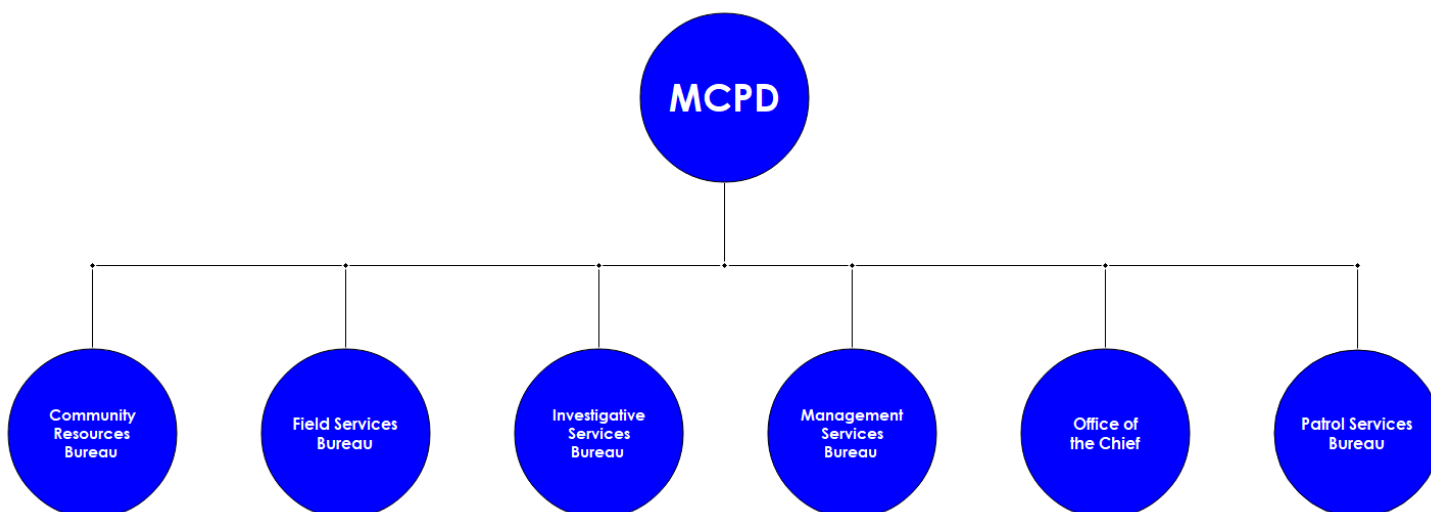 MCPD
Community
Resources
Bureau
Field Services
Bureau
Investigative
Services
Bureau
Management
Services
Bureau
Office of
the Chief
Patrol Services
Bureau